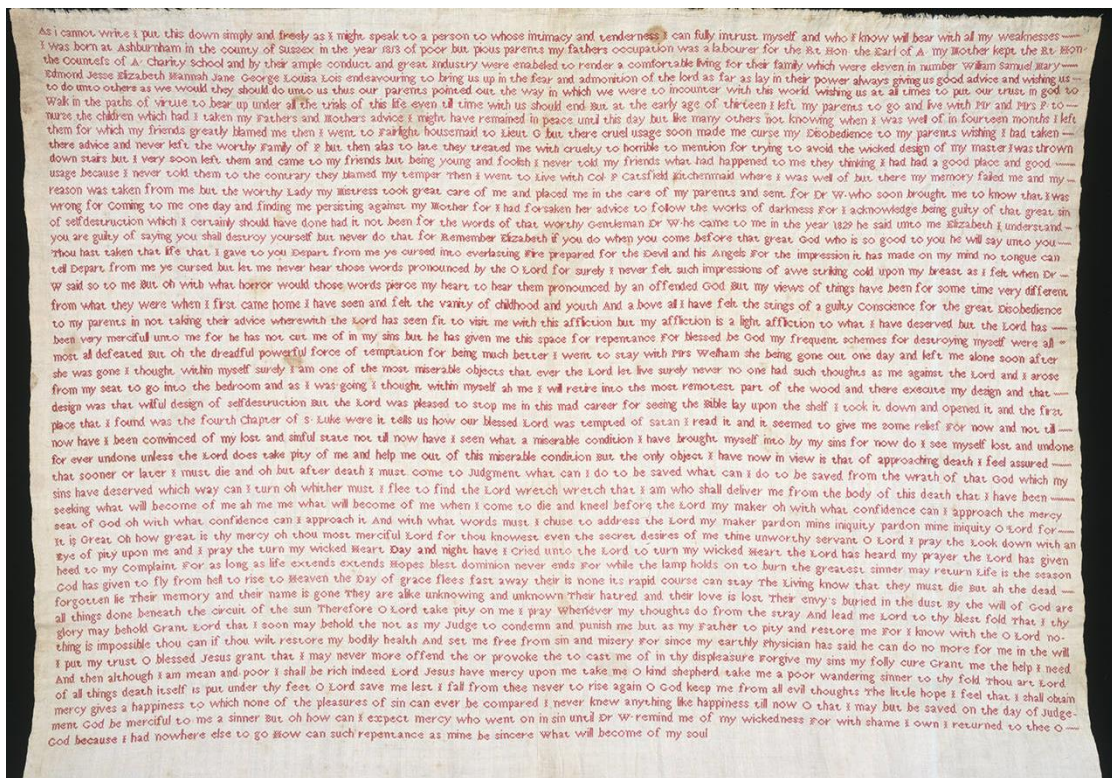 As i cannot write I put this down simply and freely as I might speak to a person to whose intimacy and tenderness I can fully intrust myself and who I know will bear with all my weaknesses
I was born at Ashburnham in the county of Sussex in the year 1813 of poor but pious parents my fathers occupation was a labourer for the Rt Hon the Earl of A my Mother kept the Rt Hon
the Countess of A Charity School and by their ample conduct and great Industry were enabeled to render a comfortable living for their family which were eleven in number William Samuel Mary
Edmond Jesse Elizabeth Hannah Jane George Louisa Lois endeavouring to bring us up in the fear and admonition of the lord as far as lay in their power always giving us good advice and wishing us
to do unto others as we would they should do unto us thus our parents pointed out the way in which we were to incounter with this world wishing us at all times to put our trust in god to
Walk in the paths of virtue to bear up under all the trials of this life even till time with us should end But at the early age of thirteen I left my parents to go and live with Mr and Mrs P to
nurse the children which had I taken my Fathers and Mothers advice I might have remained in peace until this day but like many others not knowing when I was well of in fourteen months I left
them for which my friends greatly blamed me then I went to Fairlight housemaid to Lieut G but there cruel usage soon made me curse my Disobedience to my parents wishing I had taken
there advice and never left the worthy Family of P but then alas to late they treated me with cruelty to horrible to mention for trying to avoid the wicked design of my master I was thrown
down stairs but I very soon left them and came to my friends but being young and foolish I never told my friends what had happened to me they thinking I had had a good place and good
usage because I never told them to the contrary they blamed my temper Then I went to Live with Col P Catsfield Kitchenmaid where I was well of but there my memory failed me and my
reason was taken from me but the worthy Lady my Mistress took great care of me and placed me in the care of my parents and sent for Dr W who soon brought me to know that I was
wrong for Coming to me one day and finding me persisting against my Mother for I had forsaken her advice to follow the works of darkness For I acknowledge being guilty of that great sin
of selfdestruction which I certainly should have done had it not been for the words of that worthy Gentleman Dr W he came to me in the year 1829 he said unto me Elizabeth I understand
you are guilty of saying you shall destroy yourself but never do that for Remember Elizabeth if you do when you come before that great God who is so good to you he will say unto you
Thou hast taken that life that I gave to you Depart from me ye cursed into everlasting Fire prepared for the Devil and his Angels For the impression it has made on my mind no tongue can
tell Depart from me ye cursed but let me never hear those words pronounced by the O Lord for surely I never felt such impressions of awe striking cold upon my breast as I felt when Dr
W said so to me But oh with what horror would those words pierce my heart to hear them pronounced by an offended God But my views of things have been for some time very different
from what they were when I first came home I have seen and felt the vanity of childhood and youth And a bove all I have felt the stings of a guilty Conscience for the great Disobedience
to my parents in not taking their advice wherewith the Lord has seen fit to visit me with this affliction but my affliction is a light affliction to what I have deserved but the Lord has
been very merciful unto me for he has not cut me of in my sins but he has given me this space for repentance For blessed be God my frequent schemes for destroying myself were all
most all defeated But oh the dreadful powerful force of temptation for being much better I went to stay with Mrs Welham she being gone out one day and left me alone soon after
she was gone I thought within myself surely I am one of the most miserable objects that ever the Lord let live surely never no one had such thoughts as me against the Lord and I arose
from my seat to go into the bedroom and as I was going I thought within myself ah me I will retire into the most remotest part of the wood and there execute my design and that
design was that wilful design of selfdestruction But the Lord was pleased to stop me in this mad career for seeing the Bible lay upon the shelf I took it down and opened it and the first
place that I found was the fourth Chapter of S. Luke were it tells us how our blessed Lord was tempted of satan I read it and it seemed to give me some relief For now and not till
now have I been convinced of my lost and sinful state not till now have I seen what a miserable condition I have brought myself into by my sins for now do I see myself lost and undone
for ever undone unless the Lord does take pity of me and help me out of this miserable condition But the only object I have now in view is that of approaching death I feel assured
that sooner or later I must die and oh but after death I must come to Judgment what can I do to be saved what can I do to be saved from the wrath of that God which my
sins have deserved which way can I turn oh whither must I flee to find the Lord wretch wretch that I am who shall deliver me from the body of this death that I have been
seeking what will become of me ah me me what will become of me when I come to die and kneel before the Lord my maker oh with what confidence can I approach the mercy
seat of God oh with what confidence can I approach it And with what words must I chuse to address the Lord my maker pardon mine iniquity pardon mine iniquity O Lord for
It is Great Oh how great is thy mercy oh thou most merciful Lord for thou knowest even the secret desires of me thine unworthy servant O Lord I pray the Look down with an
Eye of pity upon me and I pray the turn my wicked Heart Day and night have I Cried unto the Lord to turn my wicked Heart the Lord has heard my prayer the Lord has given
heed to my Complaint For as long as life extends extends Hopes blest dominion never ends For while the lamp holds on to burn the greatest sinner may return Life is the season
God has given to fly from hell to rise to Heaven the Day of grace flees fast away their is none its rapid course can stay The Living know that they must die But ah the dead
forgotten lie Their memory and their name is gone They are alike unknowing and unknown Their hatred and their love is lost Their envy's buried in the dust By the will of God are
all things done beneath the circuit of the sun Therefore O Lord take pity on me I pray Whenever my thoughts do from the stray And lead me Lord to thy blest fold That I thy
glory may behold Grant Lord that I soon may behold the not as my Judge to condemn and punish me but as my Father to pity and restore me For I know with the O Lord no-
thing is impossible thou can if thou wilt restore my bodily health And set me free from sin and misery For since my earthly Physician has said he can do no more for me in the will
I put my trust O blessed Jesus grant that I may never more offend the or provoke the to cast me of in thy displeasure Forgive my sins my folly cure Grant me the help I need
And then although I am mean and poor I shall be rich indeed Lord Jesus have mercy upon me take me O kind shepherd take me a poor wandering sinner to thy fold Thou art Lord
of all things death itself is put under thy feet O Lord save me lest I fall from thee never to rise again O God keep me from all evil thoughts The little hope I feel that I shall obtain
mercy gives a happiness to which none of the pleasures of sin can ever be compared I never knew anything like happiness till now O that I may but be saved on the day of Judge-
ment God be merciful to me a sinner But oh how can I expect mercy who went on in sin until Dr W remind me of my wickedness For with shame I own I returned to thee O
God because I had nowhere else to go How can such repentance as mine be sincere What will become of my soul